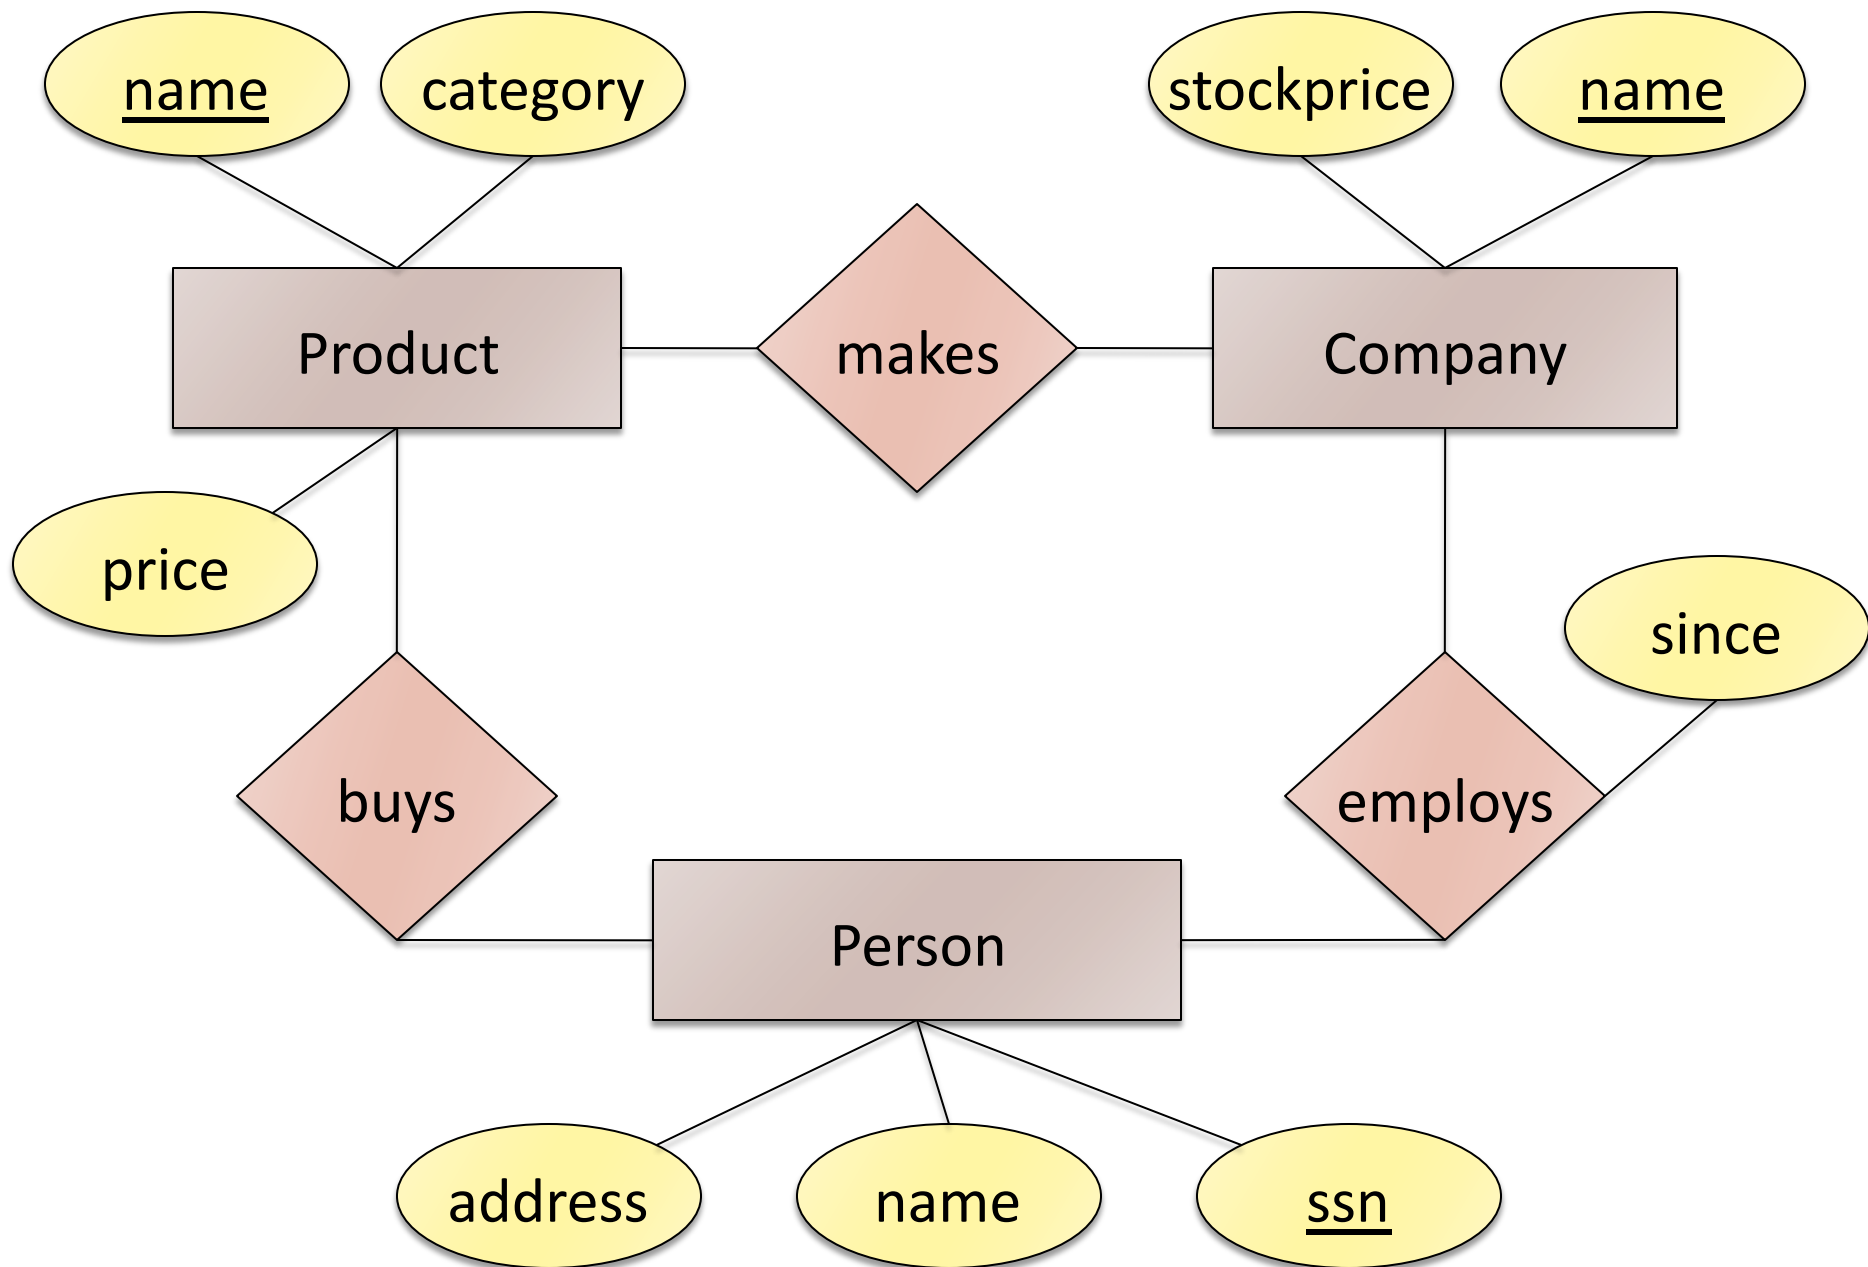 name
category
stockprice
name
Product
makes
Company
price
since
buys
employs
Person
address
name
ssn